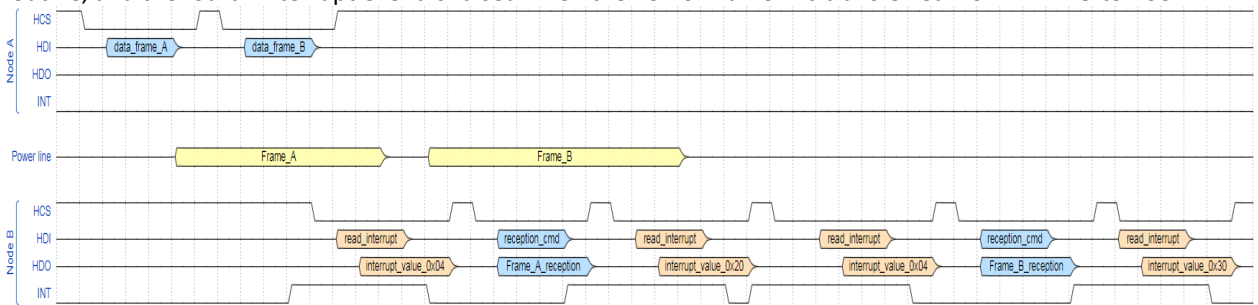 HCS
HDI data_frame_A data_frame_B
HDO
INT
Node A
Power line Frame_A Frame_B
HCS
HDI read_interrupt reception_cmd read_interrupt read_interrupt reception_cmd read_interrupt
HDO interrupt_value_0x04 Frame_A_reception interrupt_value_0x20 interrupt_value_0x04 Frame_B_reception interrupt_value_0x30
INT
Node B